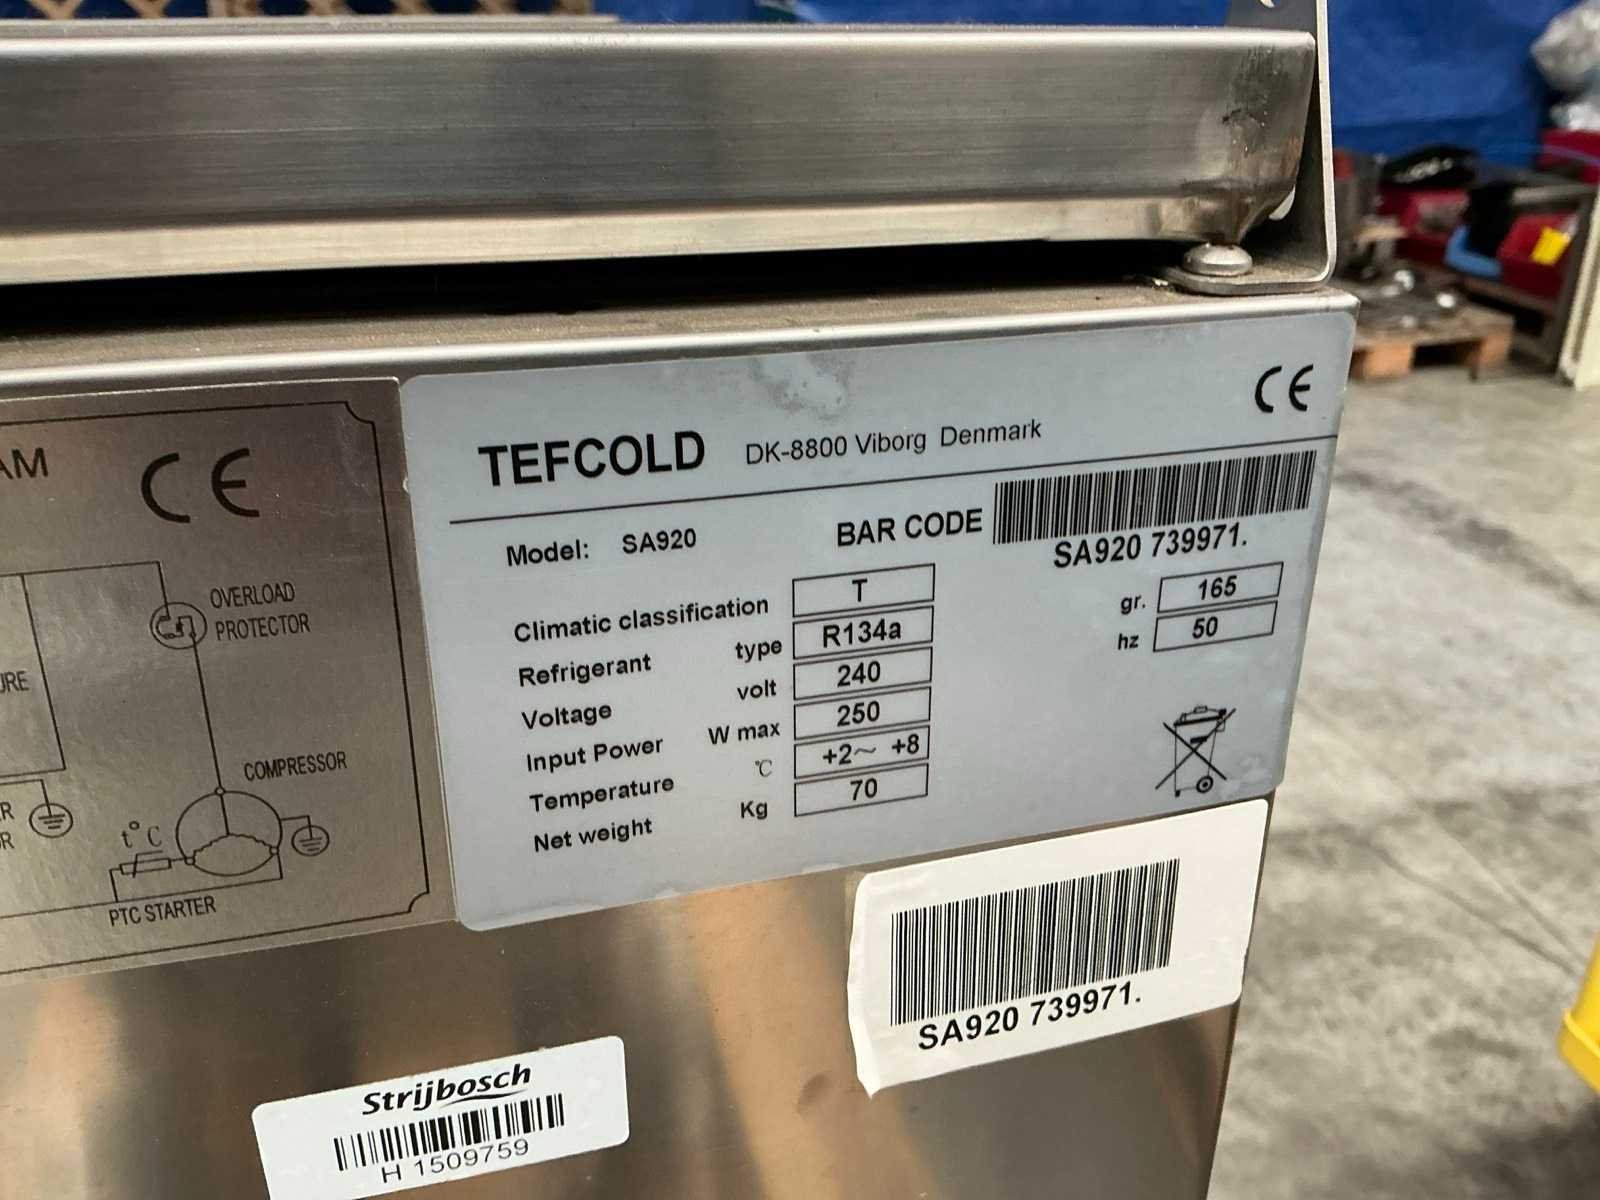 AM
CE
OVERLOAD
PROTECTOR
COMPRESSOR
t°C
PTC STARTER
TEFCOLD DK-8800 Viborg Denmark
CE
Model: SA920
BAR CODE
SA920 739971.
Climatic classification T
Refrigerant type R134a gr. 165
Voltage volt 240 hz 50
Input Power W max 250
Temperature °C +2~ +8
Net weight Kg 70
SA920 739971.
Strijbosch
H 1509759